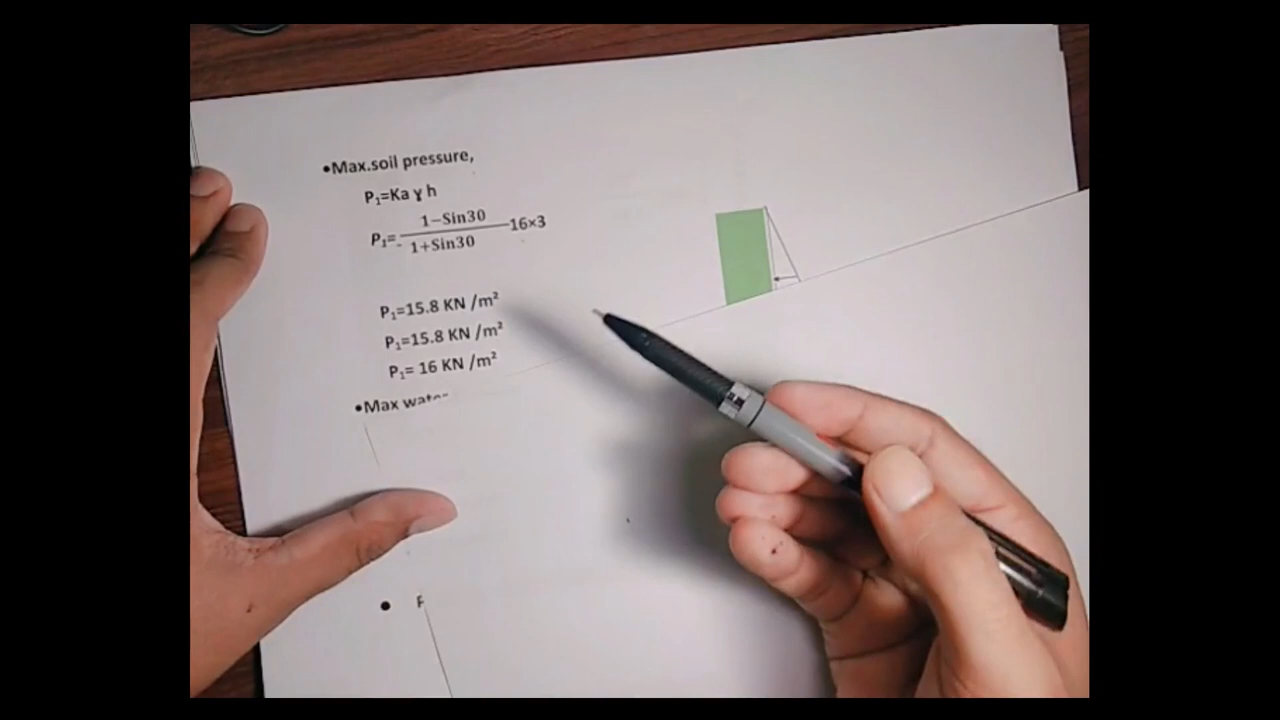 •Max.soil pressure,
P₁=Ka γ h
P₁= 1−Sin30 / 1+Sin30 16×3
P₁=15.8 KN /m²
P₁=15.8 KN /m²
P₁= 16 KN /m²
•Max